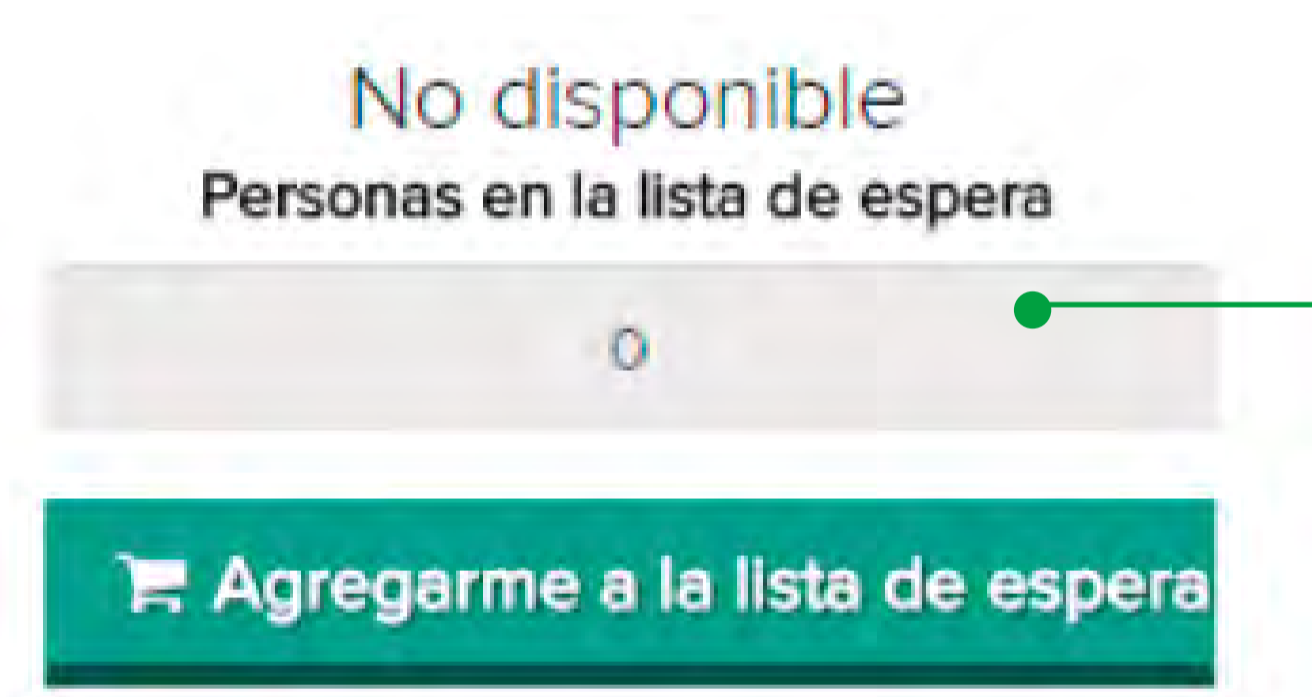 No disponible
Personas en la lista de espera
0
Agregarme a la lista de espera